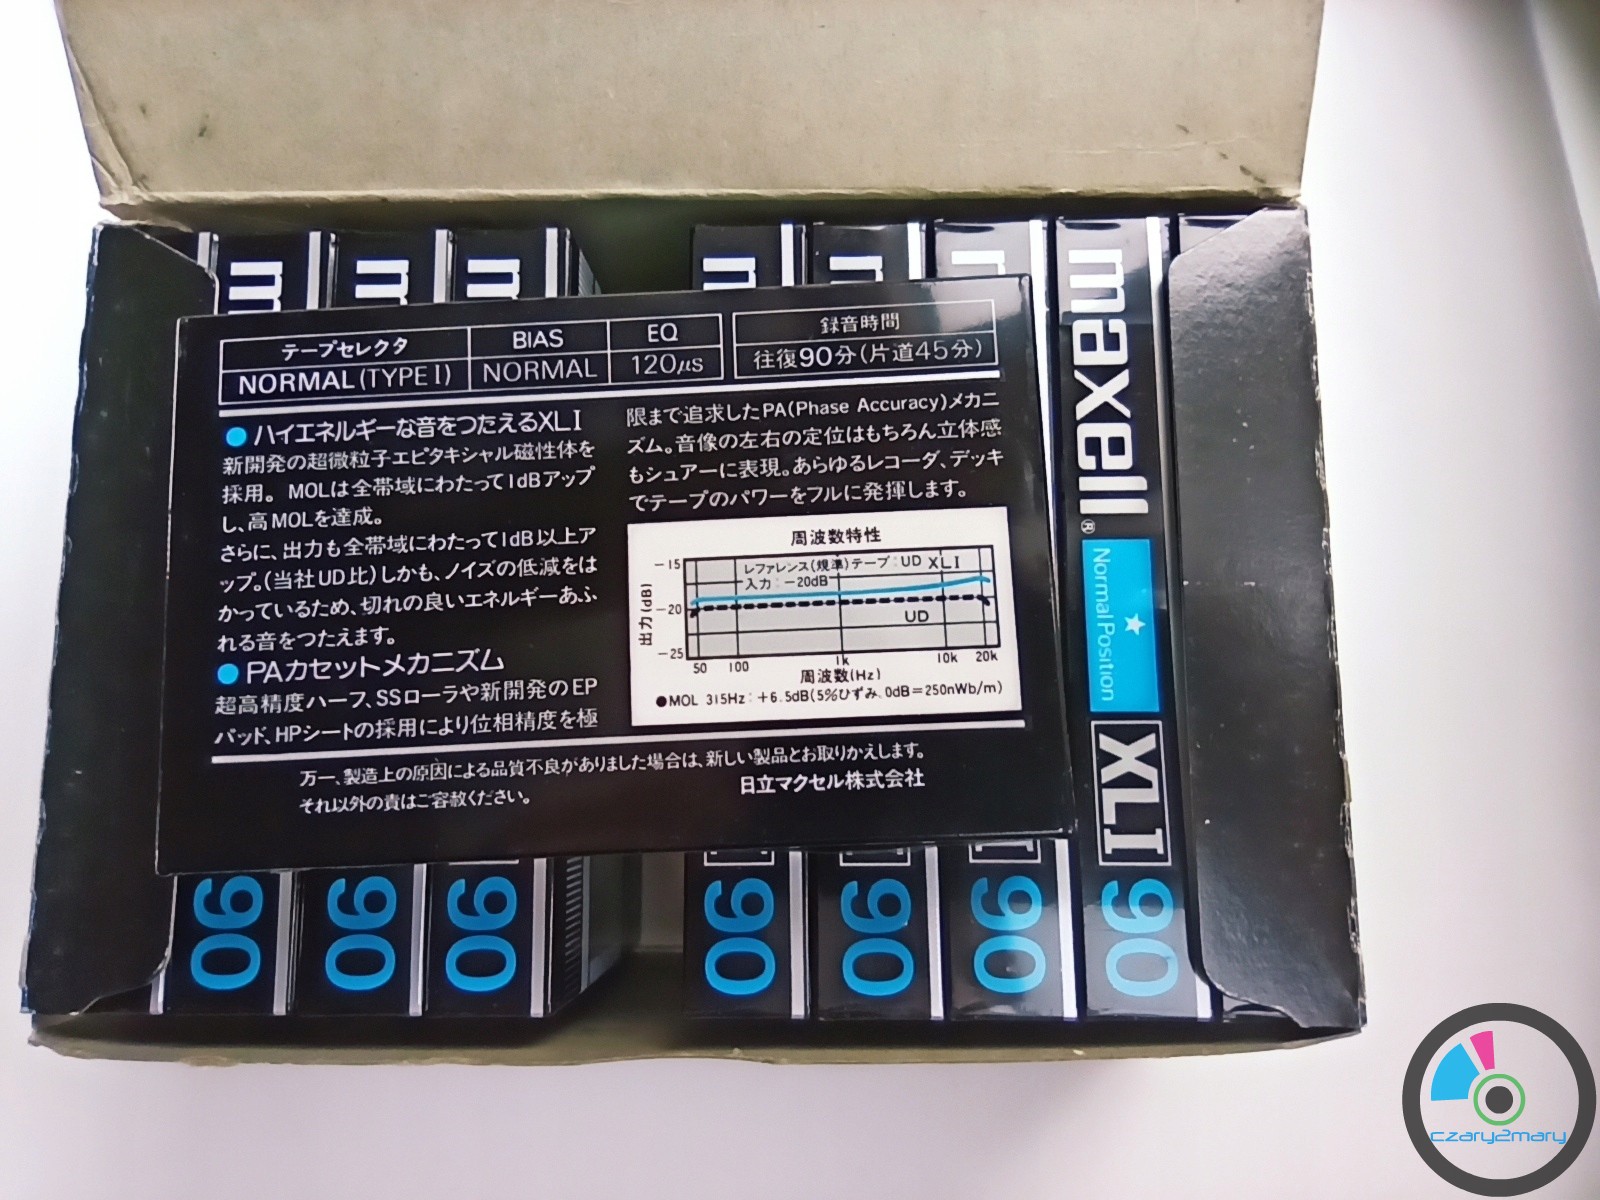 m
m
m
m
m
m
maxell®
Normal Position
XLI
90
テープセレクタ BIAS EQ
NORMAL (TYPE I) NORMAL 120μs
録音時間
往復90分(片道45分)
●ハイエネルギーな音をつたえるXLI
新開発の超微粒子エピタキシャル磁性体を
採用。MOLは全帯域にわたって1dBアップ
し、高MOLを達成。
さらに、出力も全帯域にわたって1dB以上ア
ップ。(当社UD比)しかも、ノイズの低減をは
かっているため、切れの良いエネルギーあふ
れる音をつたえます。
●PAカセットメカニズム
超高精度ハーフ、SSローラや新開発のEP
パッド、HPシートの採用により位相精度を極
限まで追求したPA(Phase Accuracy)メカニ
ズム。音像の左右の定位はもちろん立体感
もシュアーに表現。あらゆるレコーダ、デッキ
でテープのパワーをフルに発揮します。
周波数特性
出力(dB)
-15
-20
-25
レファレンス(規準)テープ:UD XLI
入力:-20dB
UD
50 100 1k 10k 20k
周波数(Hz)
●MOL 315Hz:+6.5dB(5%ひずみ、0dB=250nWb/m)
万一、製造上の原因による品質不良がありました場合は、新しい製品とお取りかえします。
それ以外の責はご容赦ください。
日立マクセル株式会社
90
90
90
90
90
90
czary2mary